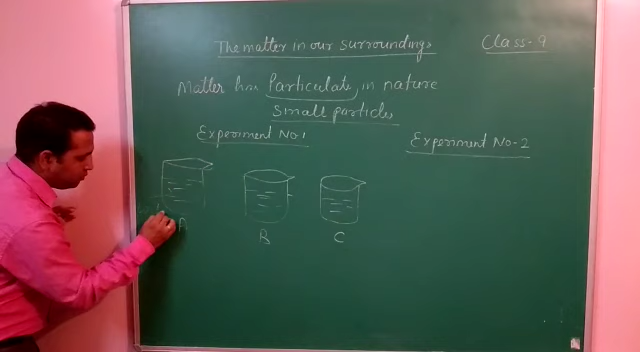 The matter in our surroundings
Class-9
Matter has Particulate in nature
Small particles
Experiment No-1
Experiment No-2
A
B
C